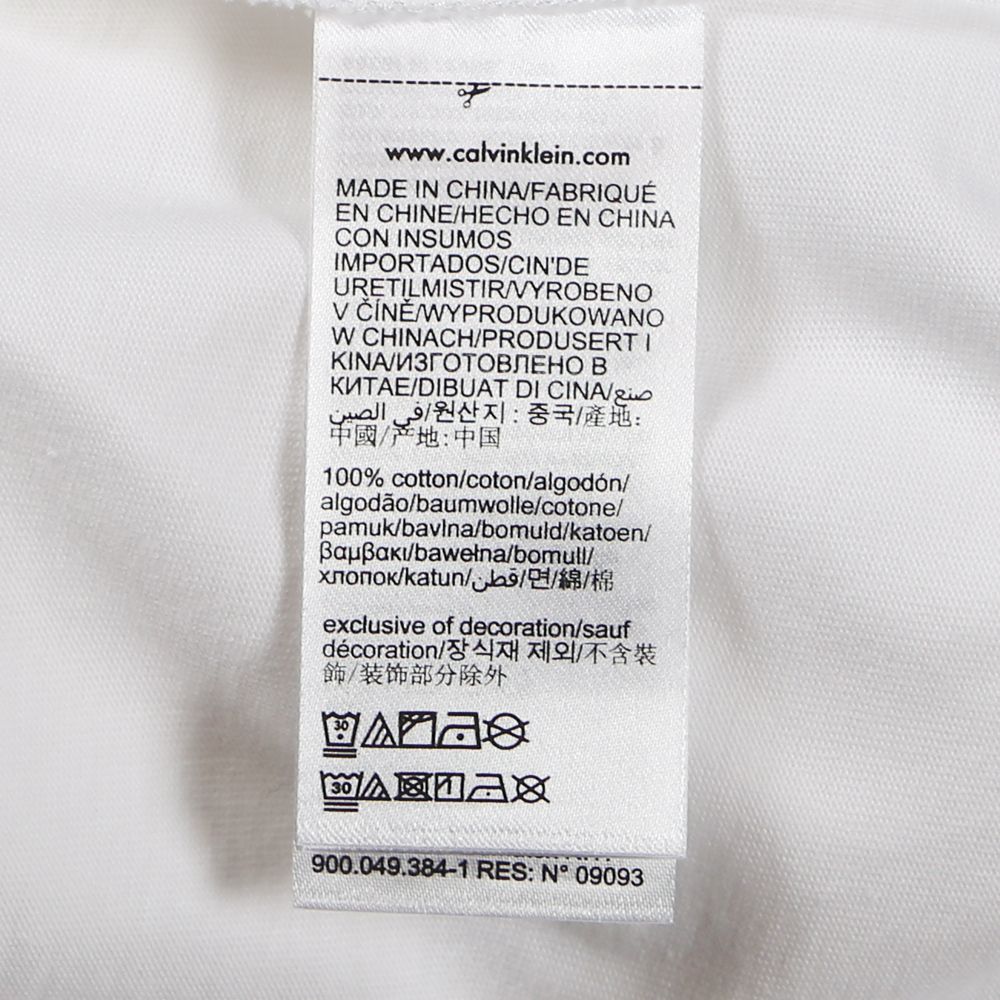 www.calvinklein.com
MADE IN CHINA/FABRIQUÉ
EN CHINE/HECHO EN CHINA
CON INSUMOS
IMPORTADOS/CIN'DE
URETILMISTIR/VYROBENO
V ČÍNĚ/WYPRODUKOWANO
W CHINACH/PRODUSERT I
KINA/ИЗГОТОВЛЕНО В
КИТАЕ/DIBUAT DI CINA/صنع
في الصين/원산지 : 중국/產地:
中國/产地:中国
100% cotton/coton/algodón/
algodão/baumwolle/cotone/
pamuk/bavlna/bomuld/katoen/
βαμβακι/bawełna/bomull/
хлопок/katun/قطن/면/綿/棉
exclusive of decoration/sauf
décoration/장식재 제외/不含裝
飾/装饰部分除外
30
30
900.049.384-1 RES: N° 09093